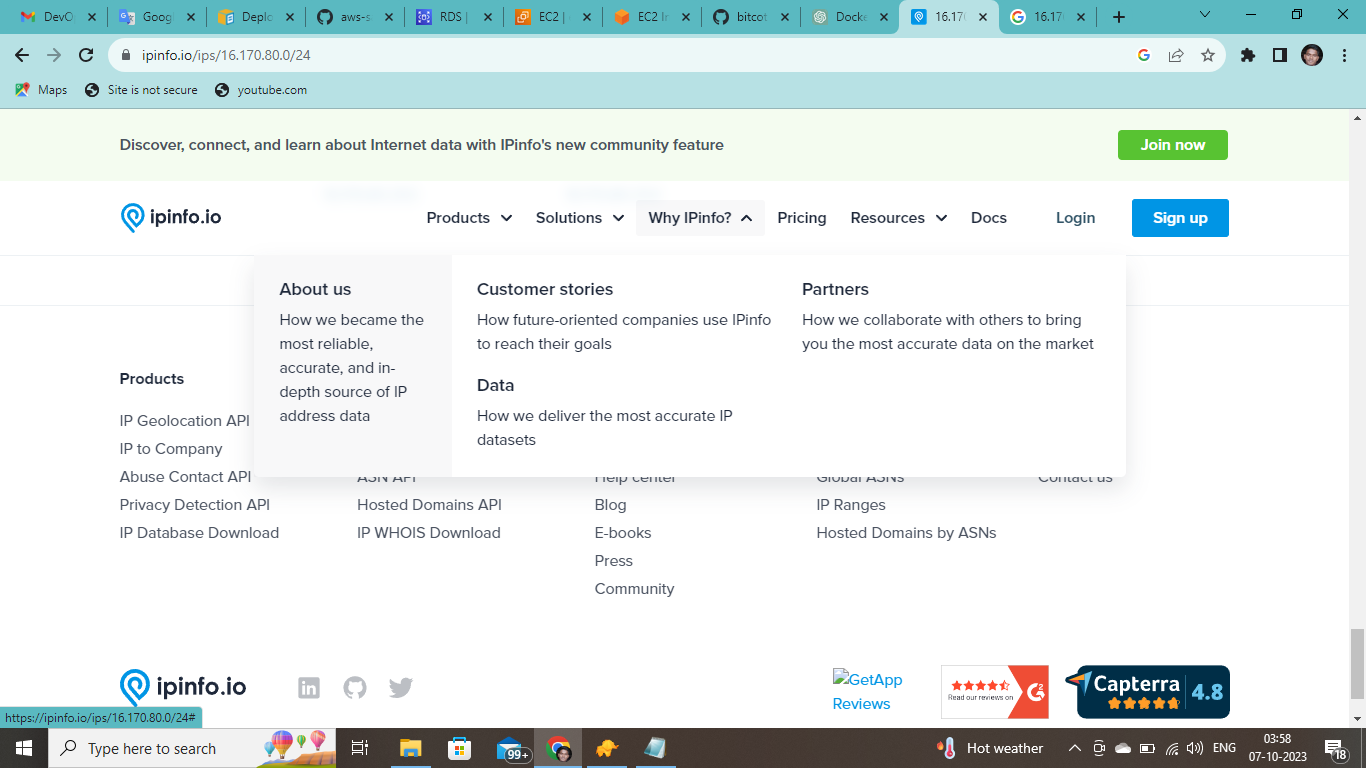 DevO
Goog
Deplo
aws-s
RDS |
EC2 |
EC2 In
bitcot
Docke
16.17
16.17
ipinfo.io/ips/16.170.80.0/24
Maps
Site is not secure
youtube.com
Discover, connect, and learn about Internet data with IPinfo's new community feature
Join now
ipinfo.io
Products
Solutions
Why IPinfo?
Pricing
Resources
Docs
Login
Sign up
About us
How we became the
most reliable,
accurate, and in-
depth source of IP
address data
Customer stories
How future-oriented companies use IPinfo
to reach their goals
Data
How we deliver the most accurate IP
datasets
Partners
How we collaborate with others to bring
you the most accurate data on the market
Products
IP Geolocation API
IP to Company
Abuse Contact API
Privacy Detection API
IP Database Download
ASN API
Hosted Domains API
IP WHOIS Download
Help center
Blog
E-books
Press
Community
Global ASNs
IP Ranges
Hosted Domains by ASNs
Contact us
ipinfo.io
GetApp
Reviews
Read our reviews on
G2
Capterra
4.8
https://ipinfo.io/ips/16.170.80.0/24#
Type here to search
99+
Hot weather
ENG
03:58
07-10-2023
18